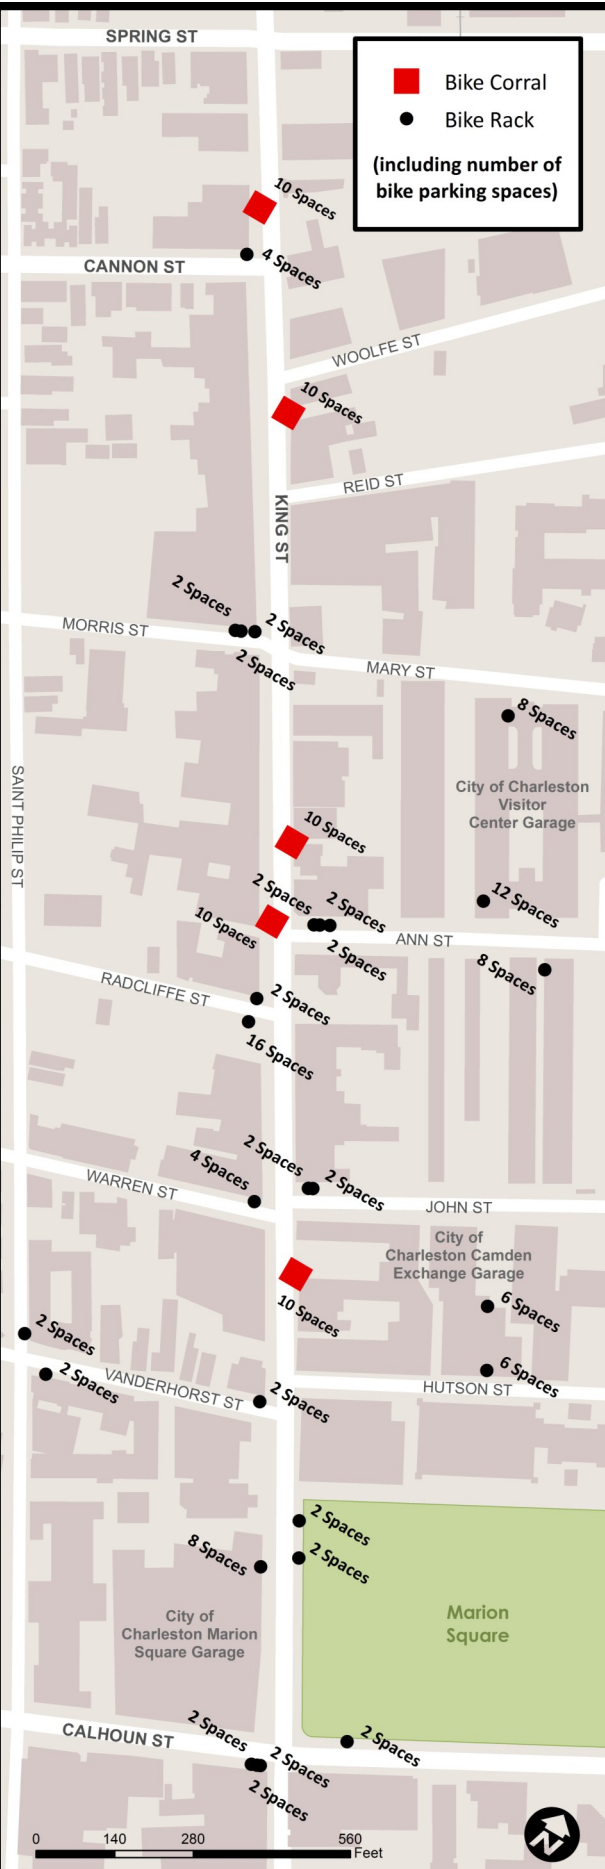 SPRING ST
Bike Corral
Bike Rack
(including number of
bike parking spaces)
10 Spaces
4 Spaces
CANNON ST
WOOLFE ST
10 Spaces
REID ST
KING ST
2 Spaces
2 Spaces
MORRIS ST
2 Spaces
MARY ST
8 Spaces
SAINT PHILIP ST
City of Charleston
Visitor
Center Garage
10 Spaces
2 Spaces
2 Spaces
12 Spaces
10 Spaces
ANN ST
2 Spaces
8 Spaces
RADCLIFFE ST
2 Spaces
16 Spaces
2 Spaces
4 Spaces
2 Spaces
WARREN ST
JOHN ST
City of
Charleston Camden
Exchange Garage
10 Spaces
6 Spaces
2 Spaces
2 Spaces
6 Spaces
VANDERHORST ST
2 Spaces
HUTSON ST
2 Spaces
8 Spaces
2 Spaces
City of
Charleston Marion
Square Garage
Marion
Square
CALHOUN ST
2 Spaces
2 Spaces
2 Spaces
2 Spaces
N
0 140 280 560
Feet